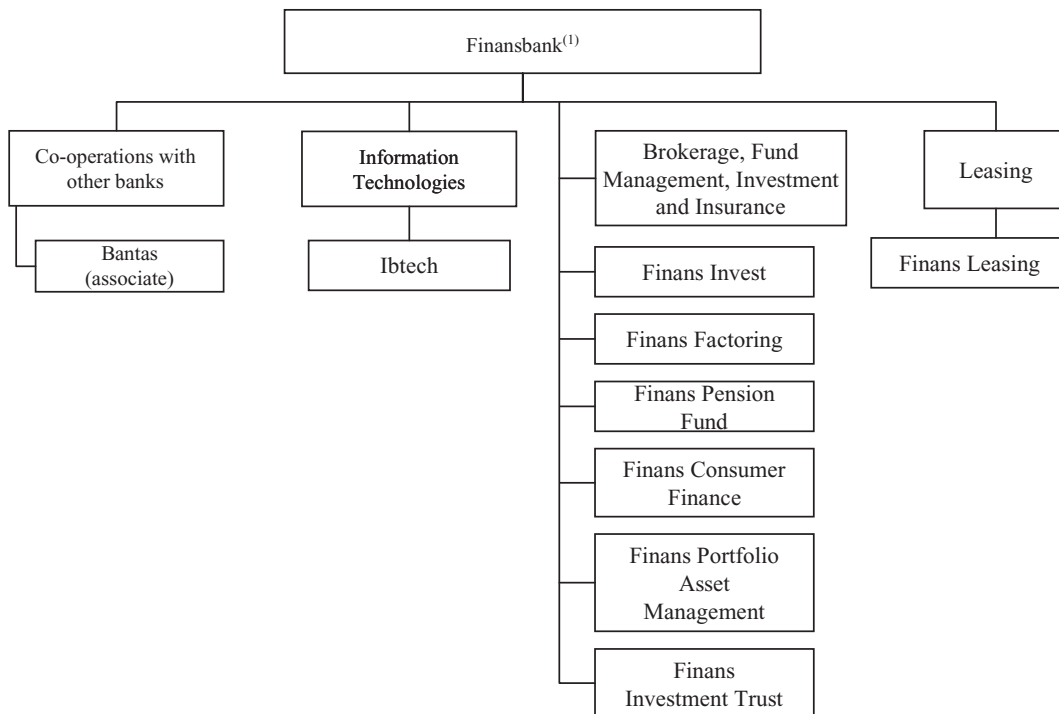 Finansbank(1)
Co-operations with
other banks
Bantas
(associate)
Information
Technologies
Ibtech
Brokerage, Fund
Management, Investment
and Insurance
Finans Invest
Finans Factoring
Finans Pension
Fund
Finans Consumer
Finance
Finans Portfolio
Asset
Management
Finans
Investment Trust
Leasing
Finans Leasing